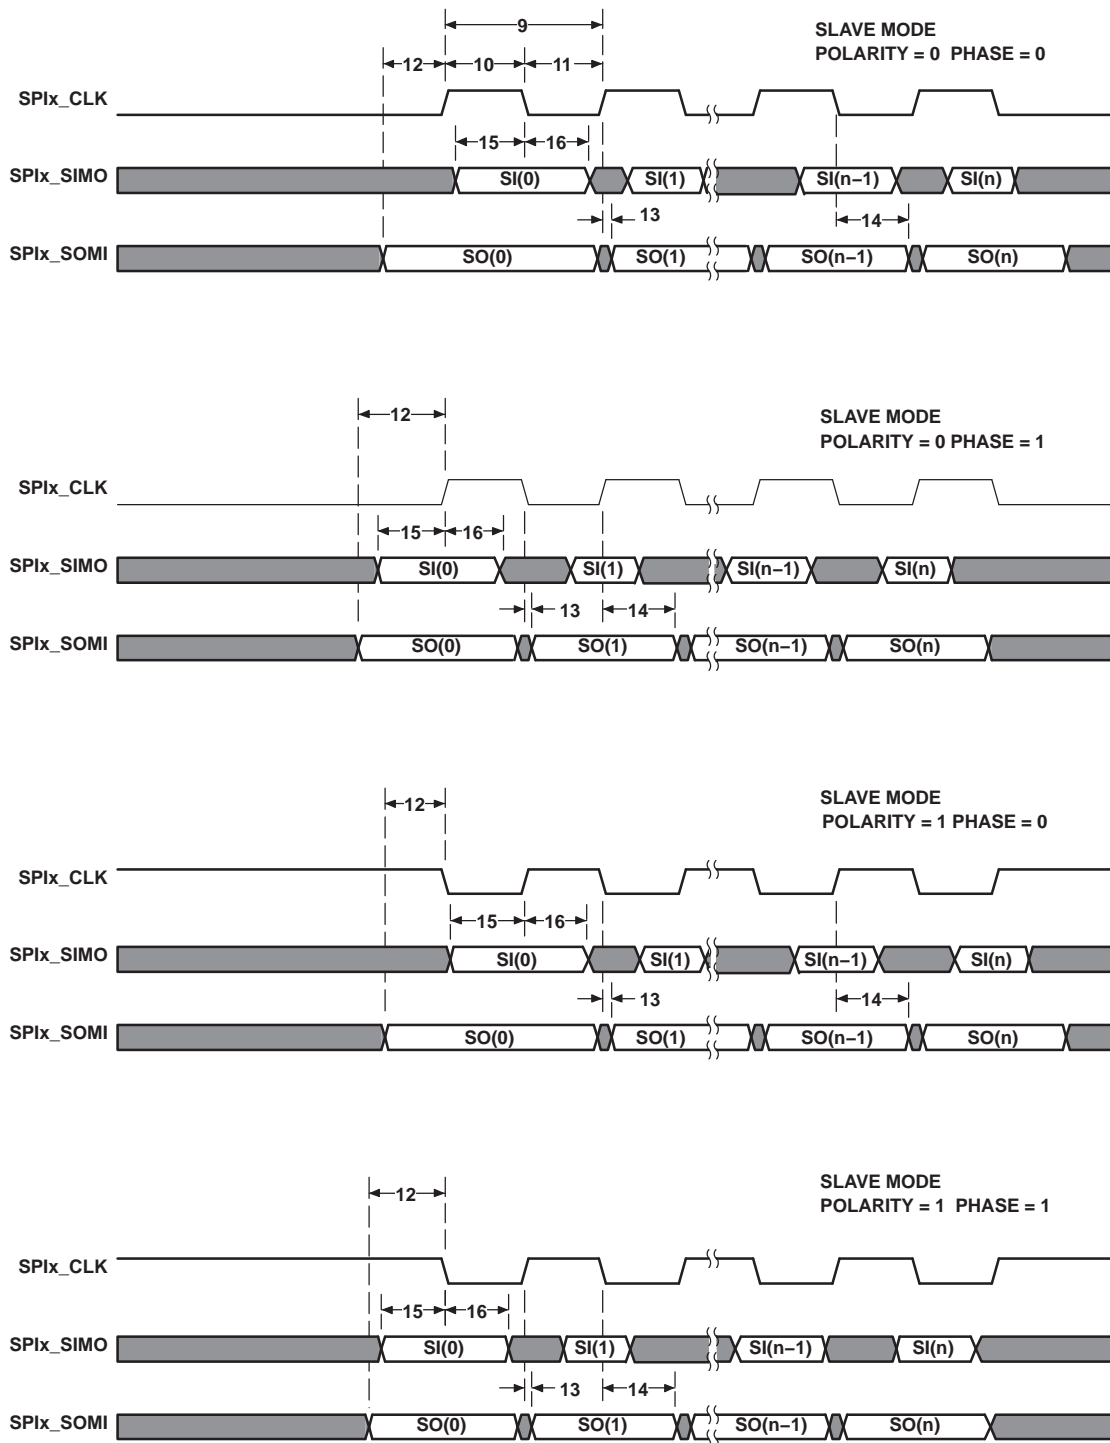 9
SLAVE MODE
POLARITY = 0 PHASE = 0
12 10 11
SPIx_CLK
15 16
SPIx_SIMO SI(0) SI(1) SI(n−1) SI(n)
13 14
SPIx_SOMI SO(0) SO(1) SO(n−1) SO(n)
12
SLAVE MODE
POLARITY = 0 PHASE = 1
SPIx_CLK
15 16
SPIx_SIMO SI(0) SI(1) SI(n−1) SI(n)
13 14
SPIx_SOMI SO(0) SO(1) SO(n−1) SO(n)
12
SLAVE MODE
POLARITY = 1 PHASE = 0
SPIx_CLK
15 16
SPIx_SIMO SI(0) SI(1) SI(n−1) SI(n)
13 14
SPIx_SOMI SO(0) SO(1) SO(n−1) SO(n)
12
SLAVE MODE
POLARITY = 1 PHASE = 1
SPIx_CLK
15 16
SPIx_SIMO SI(0) SI(1) SI(n−1) SI(n)
13 14
SPIx_SOMI SO(0) SO(1) SO(n−1) SO(n)